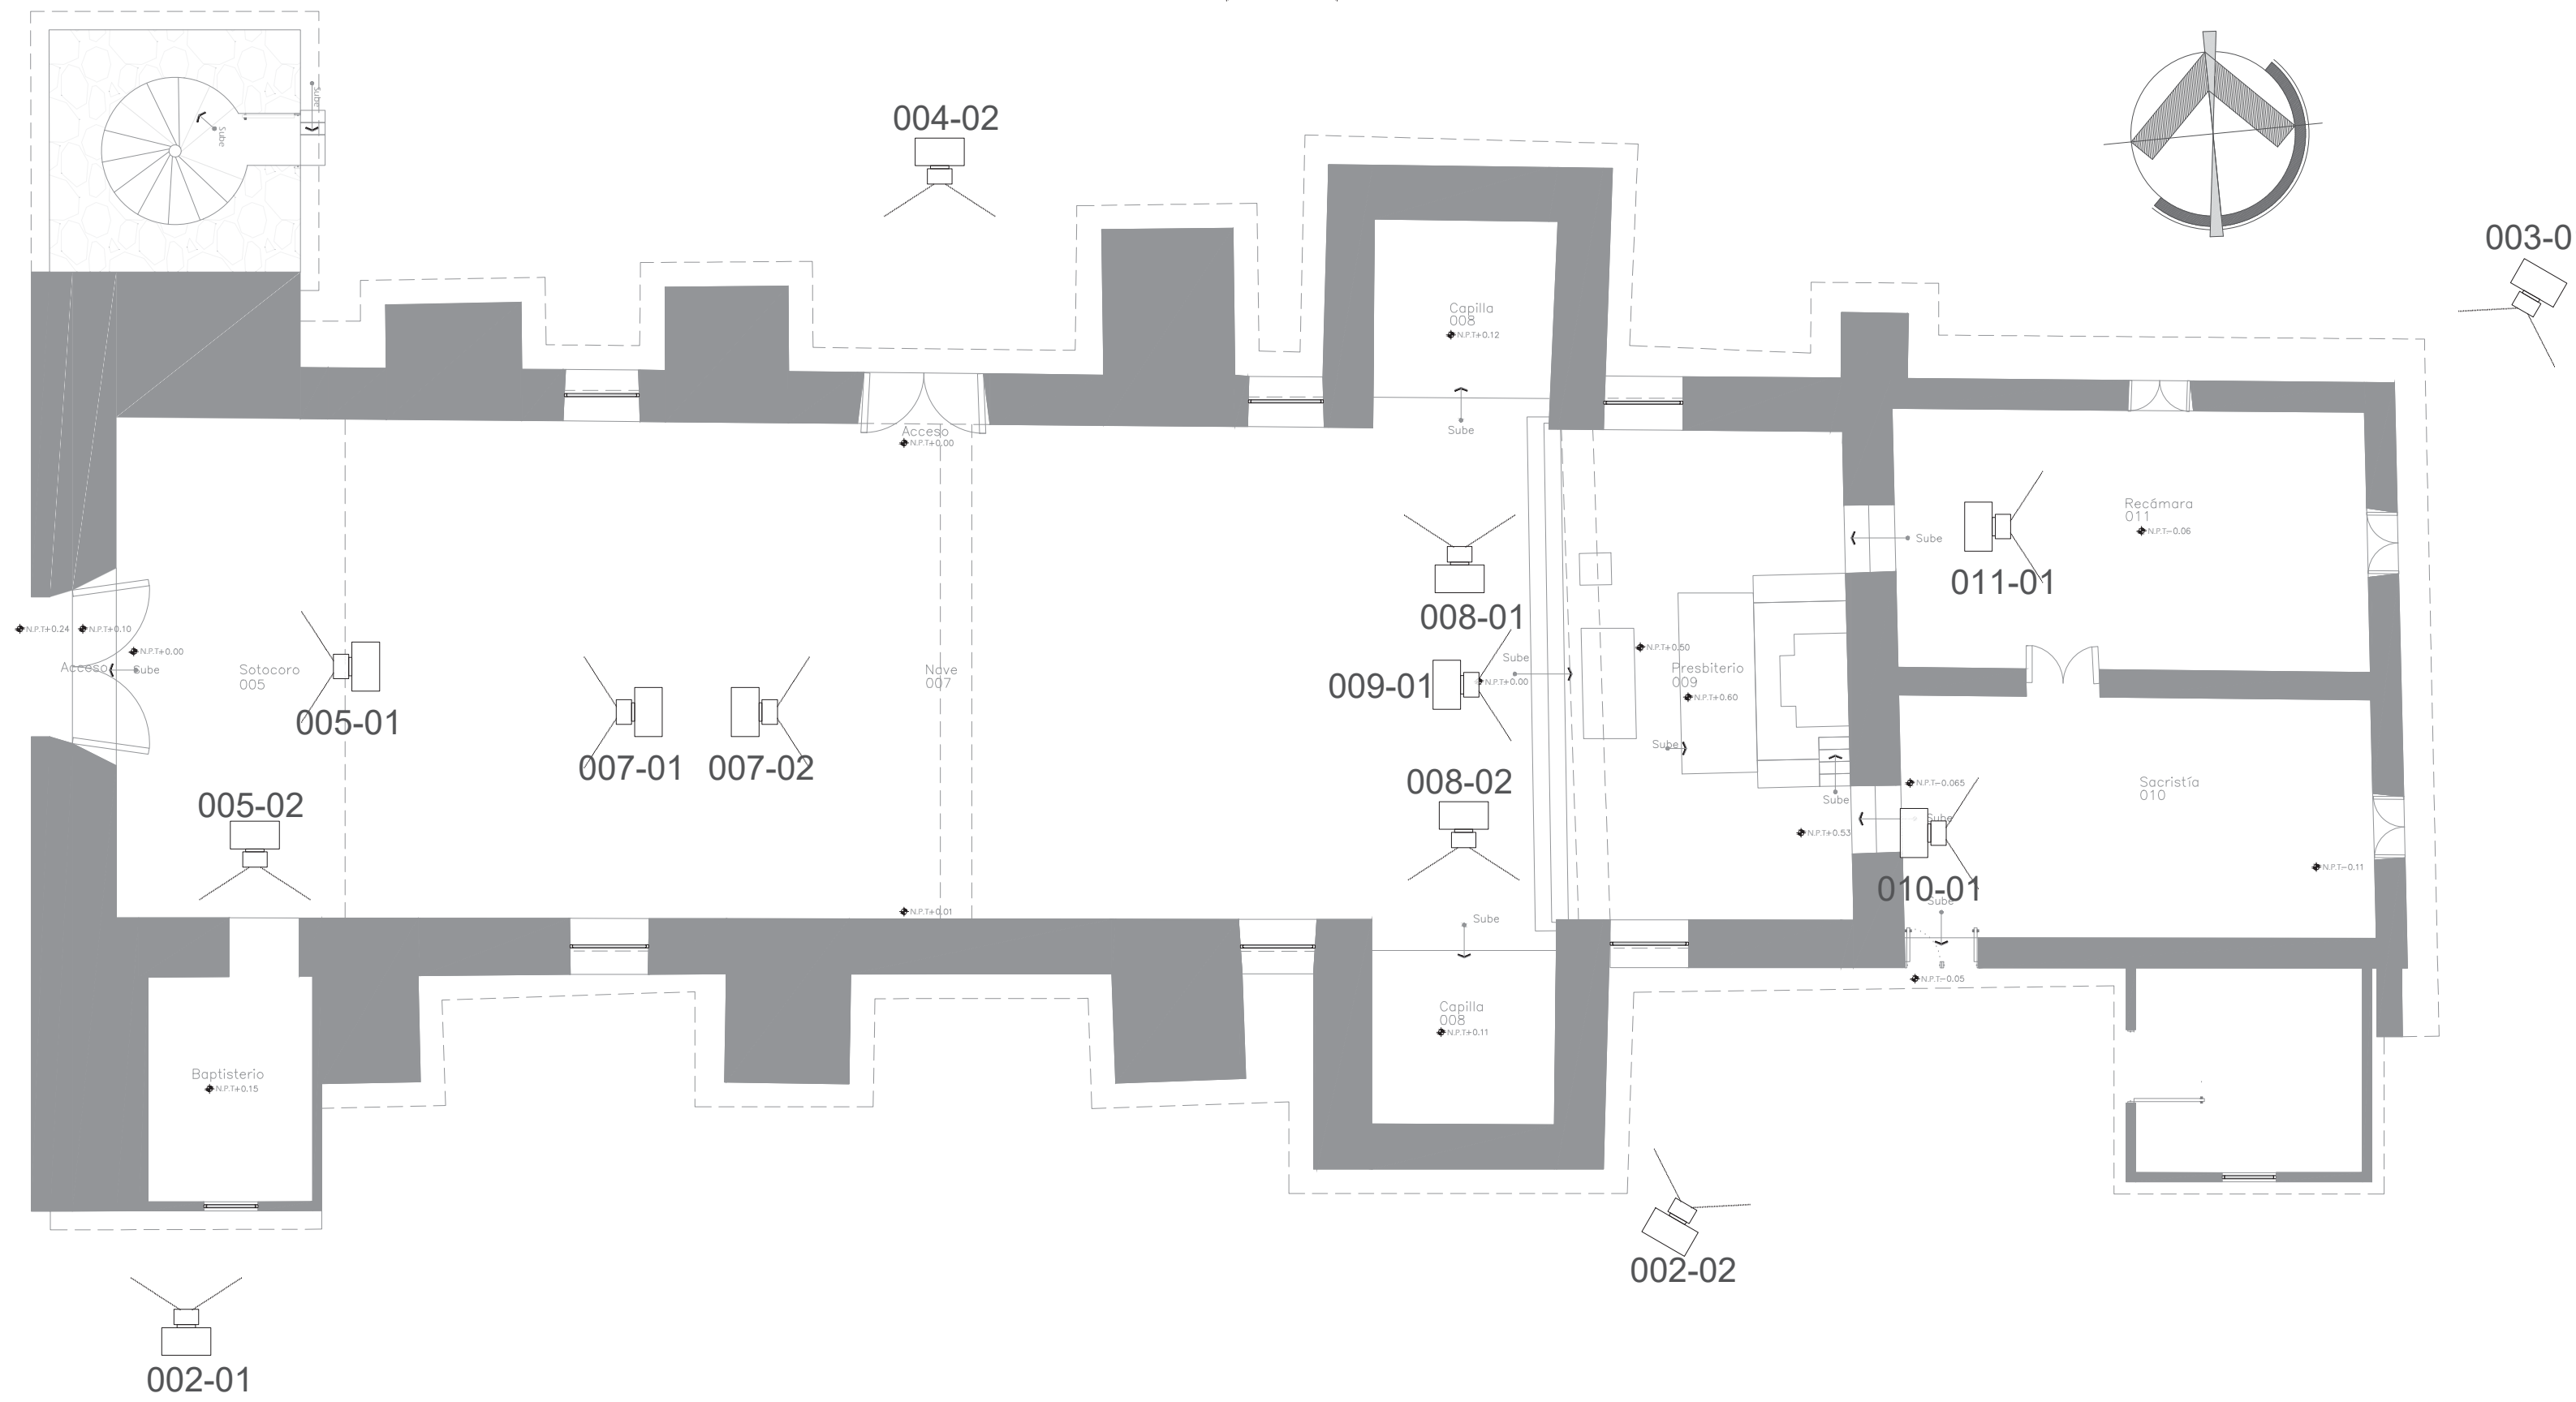 Sube
Sube
004-02
003-0
Capilla
008
N.P.T+0.12
Sube
Acceso
N.P.T+0.00
Recámara
011
N.P.T-0.06
Sube
011-01
008-01
N.P.T+0.24
N.P.T+0.10
N.P.T+0.00
Acceso
Sube
Sotocoro
005
005-01
Nave
007
009-01
Sube
N.P.T+0.00
N.P.T+0.50
Presbiterio
009
N.P.T+0.60
Sube
007-01
007-02
008-02
005-02
Sube
N.P.T-0.065
Sacristía
010
Sube
N.P.T+0.53
N.P.T-0.11
010-01
Sube
N.P.T+0.01
Sube
N.P.T-0.05
Capilla
008
N.P.T+0.11
Baptisterio
N.P.T+0.15
002-02
002-01